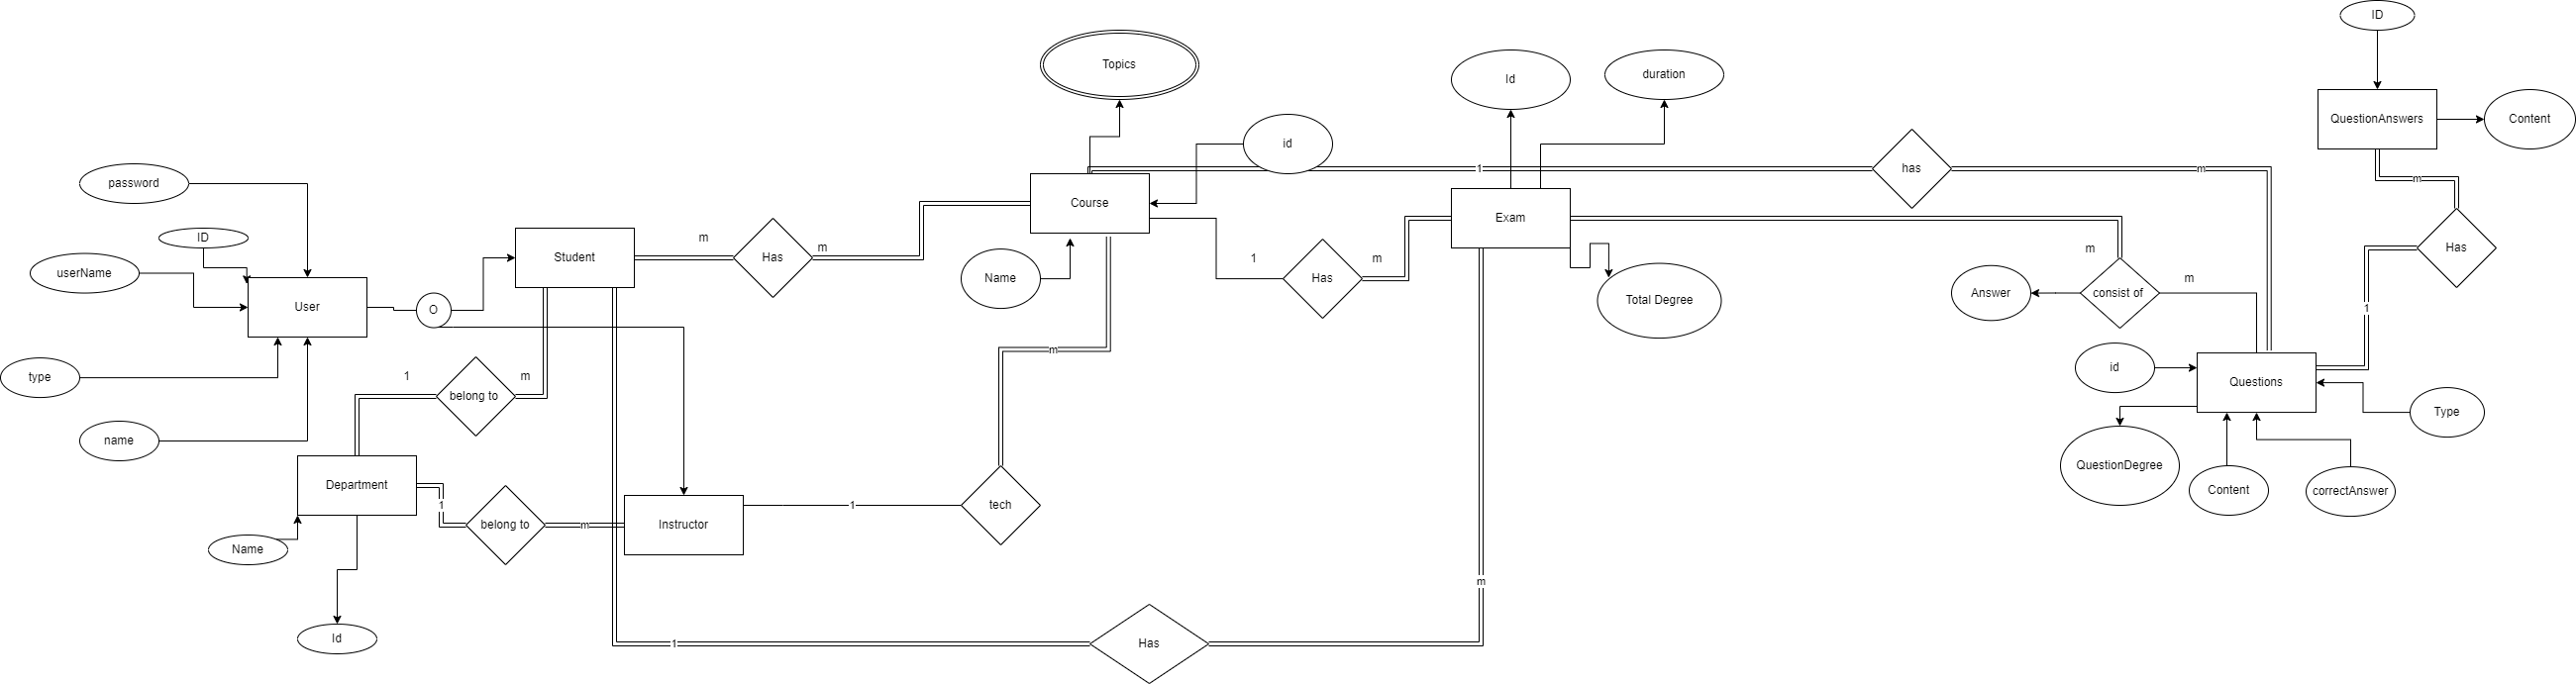 ID
Topics
Id
duration
QuestionAnswers
Content
id
password
1
has
m
m
ID
userName
User
O
Student
m
Has
m
Course
Name
1
Has
m
Exam
Total Degree
m
m
consist of
Answer
Has
1
type
name
1
belong to
m
m
id
Questions
Type
QuestionDegree
Content
correctAnswer
Department
Name
Id
1
belong to
m
Instructor
1
tech
m
1
Has